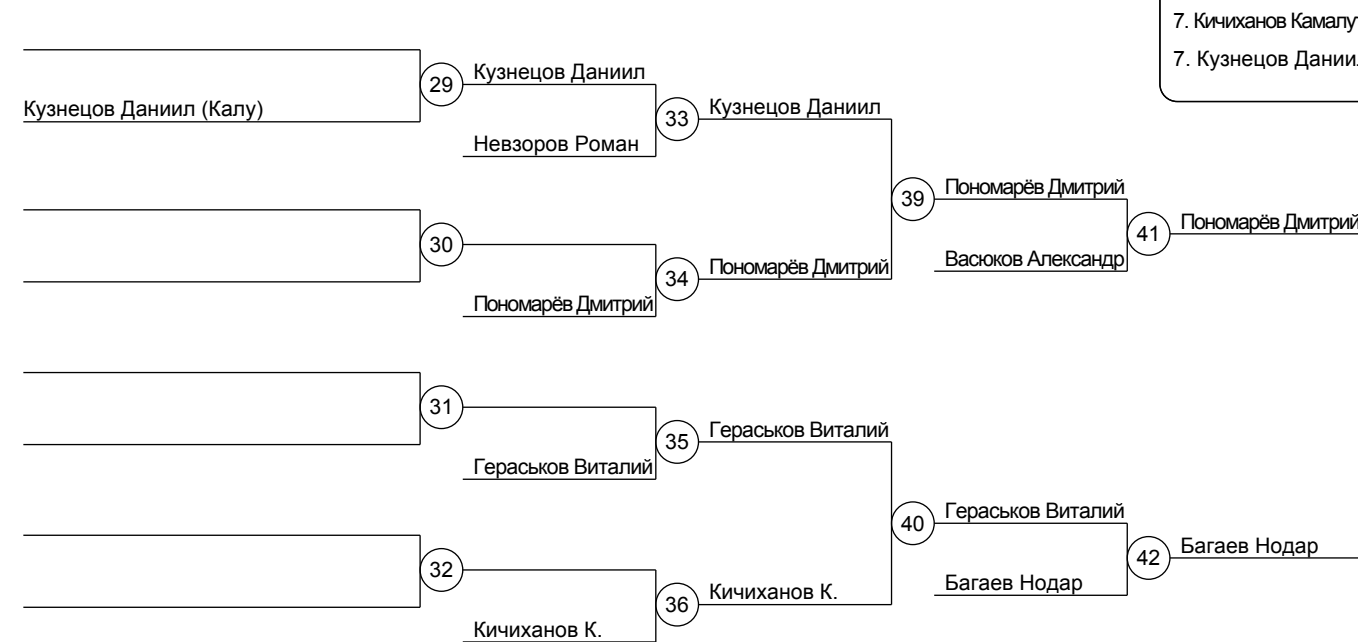 7. Кичиханов Камалу
7. Кузнецов Дании
29
Кузнецов Даниил
Кузнецов Даниил (Калу)
33
Кузнецов Даниил
Невзоров Роман
39
Пономарёв Дмитрий
41
Пономарёв Дмитрий
30
Васюков Александр
34
Пономарёв Дмитрий
Пономарёв Дмитрий
31
35
Гераськов Виталий
Гераськов Виталий
40
Гераськов Виталий
42
Багаев Нодар
32
Багаев Нодар
36
Кичиханов К.
Кичиханов К.